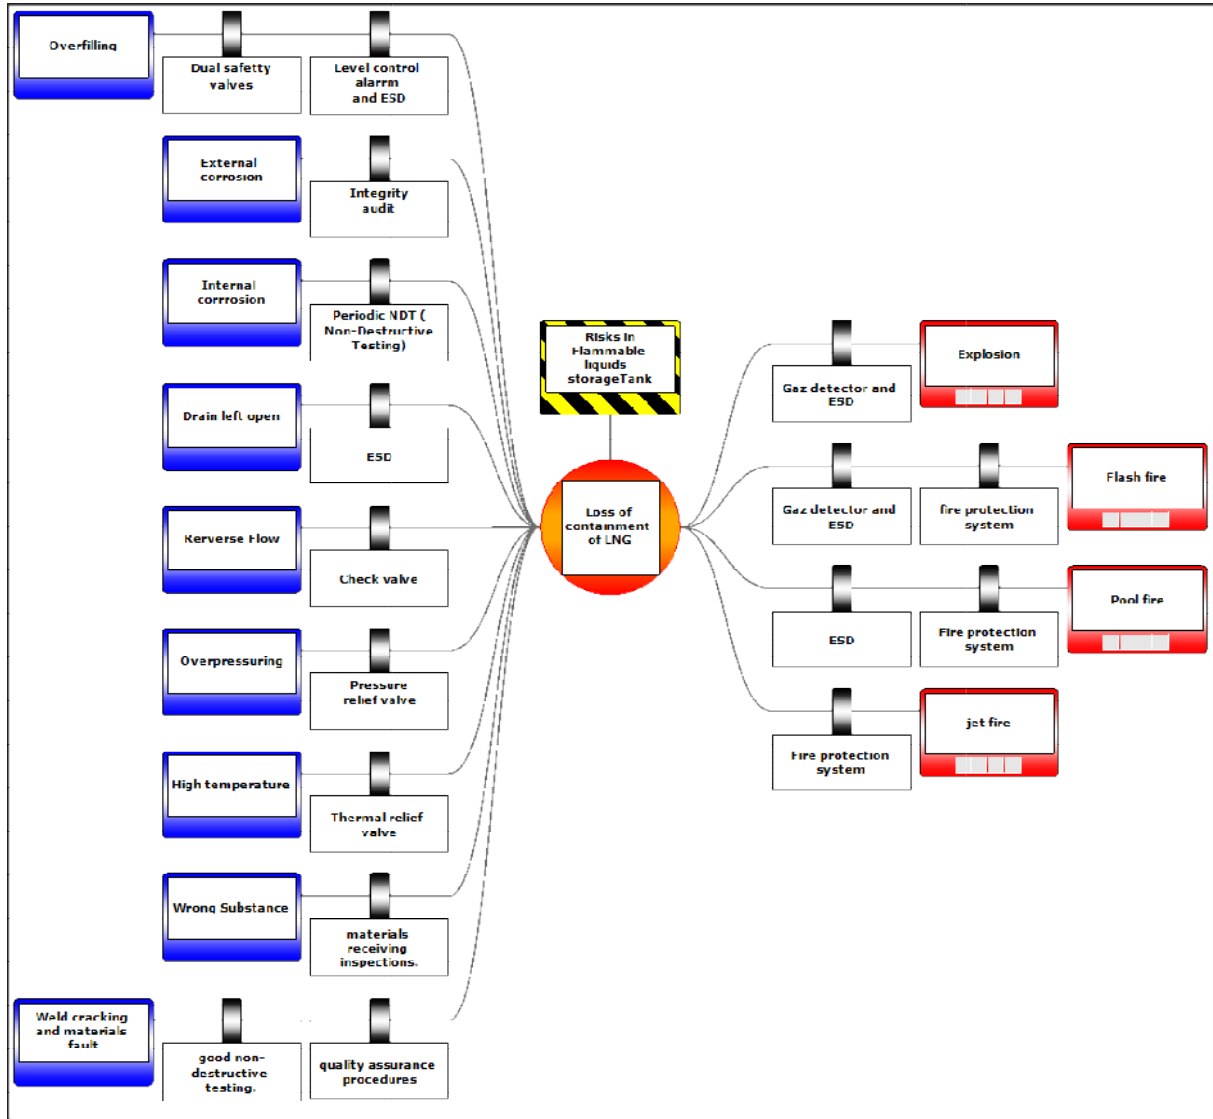 Overfilling
Dual safetty
valves
Level control
alarrm
and ESD
External
corrosion
Integrity
audit
Internal
corrrosion
Periodic NDT (
Non-Destructive
Testing)
Drain left open
ESD
Kerverse Flow
Check valve
Overpressuring
Pressure
relief valve
High temperature
Thermal relief
valve
Wrong Substance
materials
receiving
inspections.
Weld cracking
and materials
fault
good non-
destructive
testing.
quality assurance
procedures
Risks in
Flammable
liquids
storageTank
Loss of
containment
of LNG
Gaz detector and
ESD
Explosion
Gaz detector and
ESD
fire protection
system
Flash fire
ESD
Fire protection
system
Pool fire
Fire protection
system
jet fire